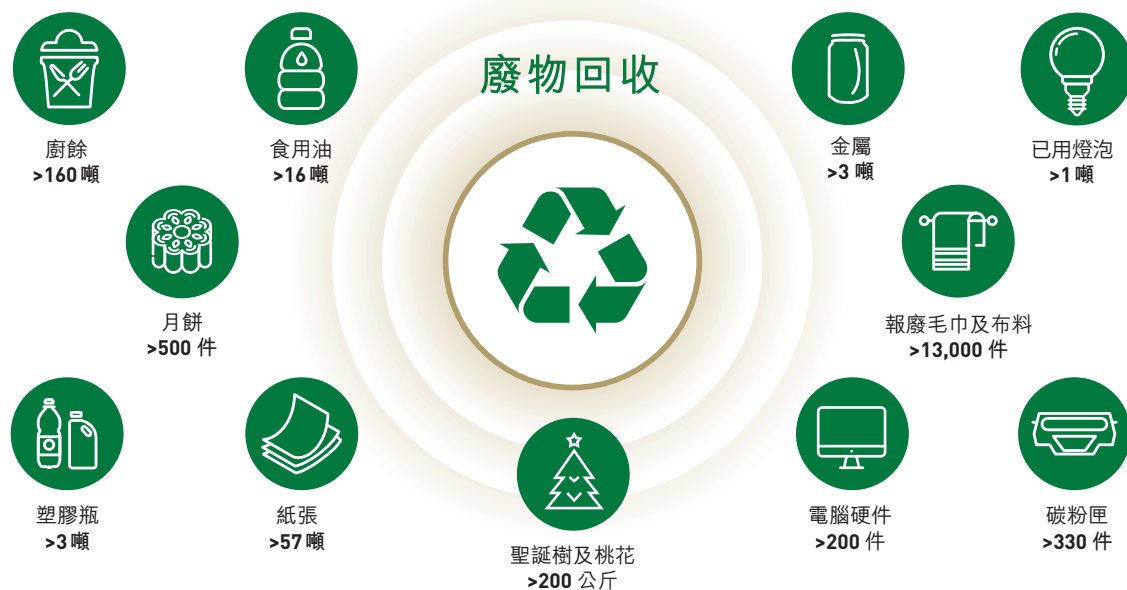 廢物回收
廚餘
>160 噸
食用油
>16 噸
金屬
>3 噸
已用燈泡
>1 噸
月餅
>500 件
報廢毛巾及布料
>13,000 件
塑膠瓶
>3 噸
紙張
>57 噸
聖誕樹及桃花
>200 公斤
電腦硬件
>200 件
碳粉匣
>330 件